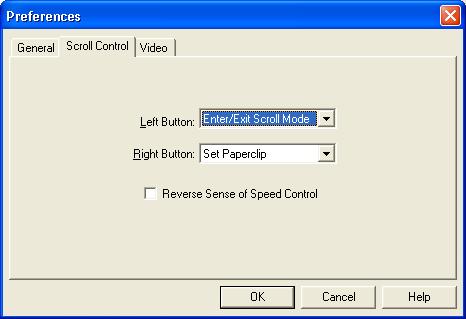 Preferences
General Scroll Control Video
Left Button: Enter/Exit Scroll Mode
Right Button: Set Paperclip
Reverse Sense of Speed Control
OK Cancel Help